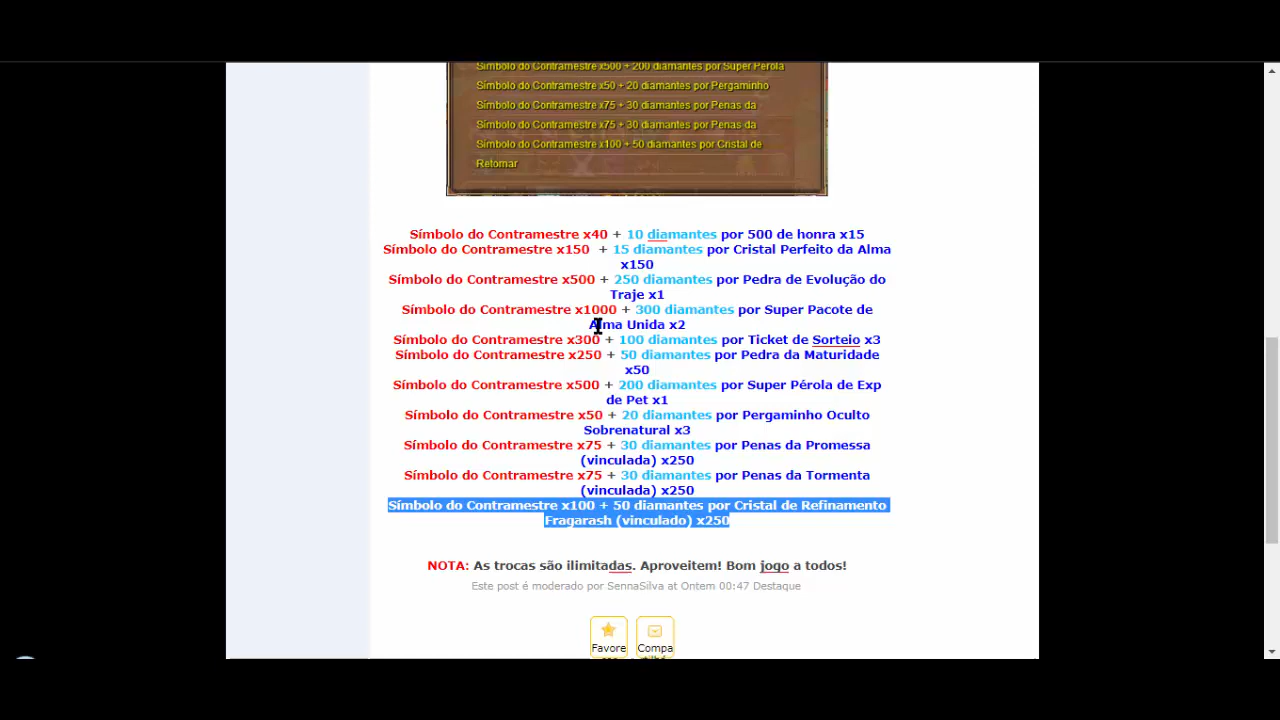 Símbolo do Contramestre x500 + 200 diamantes por Super Pérola
Símbolo do Contramestre x50 + 20 diamantes por Pergaminho
Símbolo do Contramestre x75 + 30 diamantes por Penas da
Símbolo do Contramestre x75 + 30 diamantes por Penas da
Símbolo do Contramestre x100 + 50 diamantes por Cristal de
Retornar
Símbolo do Contramestre x40 + 10 diamantes por 500 de honra x15
Símbolo do Contramestre x150 + 15 diamantes por Cristal Perfeito da Alma
x150
Símbolo do Contramestre x500 + 250 diamantes por Pedra de Evolução do
Traje x1
Símbolo do Contramestre x1000 + 300 diamantes por Super Pacote de
Alma Unida x2
Símbolo do Contramestre x300 + 100 diamantes por Ticket de Sorteio x3
Símbolo do Contramestre x250 + 50 diamantes por Pedra da Maturidade
x50
Símbolo do Contramestre x500 + 200 diamantes por Super Pérola de Exp
de Pet x1
Símbolo do Contramestre x50 + 20 diamantes por Pergaminho Oculto
Sobrenatural x3
Símbolo do Contramestre x75 + 30 diamantes por Penas da Promessa
(vinculada) x250
Símbolo do Contramestre x75 + 30 diamantes por Penas da Tormenta
(vinculada) x250
Símbolo do Contramestre x100 + 50 diamantes por Cristal de Refinamento
Fragarash (vinculado) x250
NOTA: As trocas são ilimitadas. Aproveitem! Bom jogo a todos!
Este post é moderado por SennaSilva at Ontem 00:47 Destaque
Favore Compa